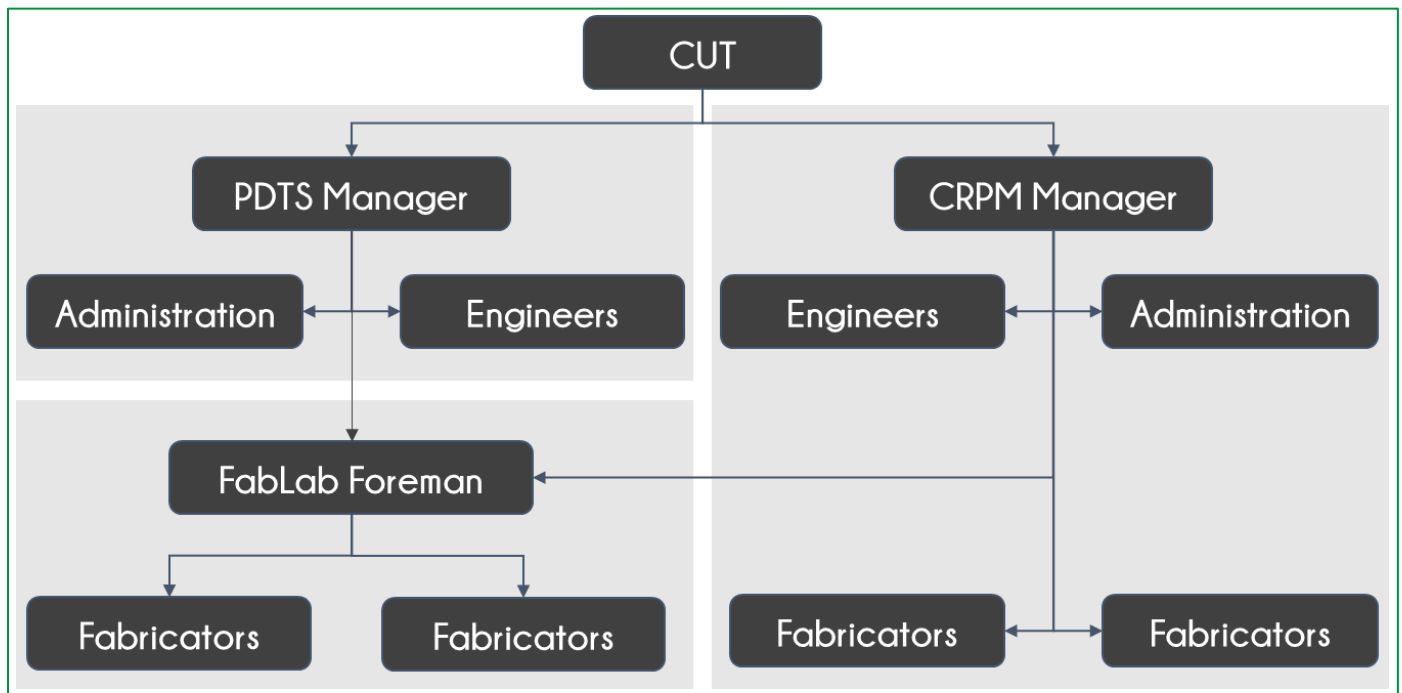 CUT
PDTS Manager
CRPM Manager
Administration
Engineers
Engineers
Administration
FabLab Foreman
Fabricators
Fabricators
Fabricators
Fabricators